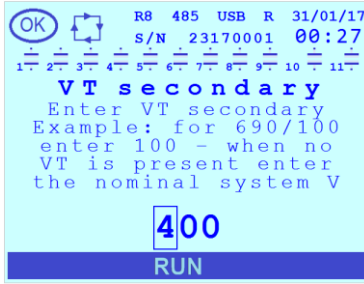 OK R8 485 USB R 31/01/17
S/N 23170001 00:27
1 2 3 4 5 6 7 8 9 10 11
VT secondary
Enter VT secondary
Example: for 690/100
enter 100 - when no
VT is present enter
the nominal system V
400
RUN